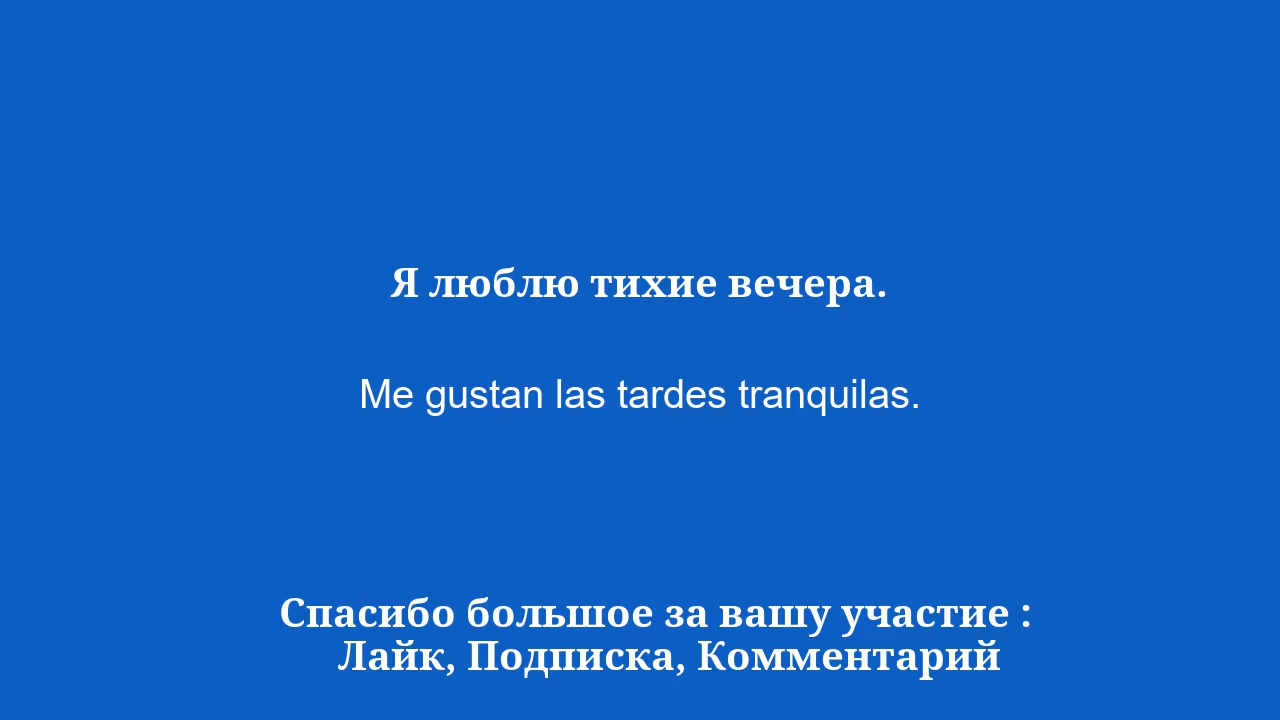 Я люблю тихие вечера.
Me gustan las tardes tranquilas.
Спасибо большое за вашу участие :
Лайк, Подписка, Комментарий